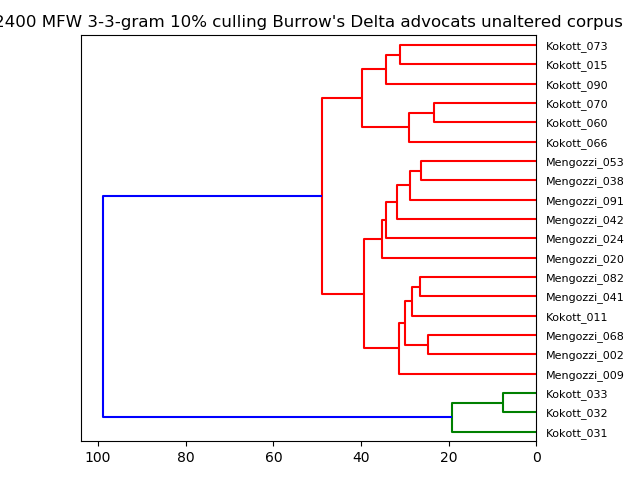 2400 MFW 3-3-gram 10% culling Burrow's Delta advocats unaltered corpus
Kokott_073
Kokott_015
Kokott_090
Kokott_070
Kokott_060
Kokott_066
Mengozzi_053
Mengozzi_038
Mengozzi_091
Mengozzi_042
Mengozzi_024
Mengozzi_020
Mengozzi_082
Mengozzi_041
Kokott_011
Mengozzi_068
Mengozzi_002
Mengozzi_009
Kokott_033
Kokott_032
Kokott_031
100 80 60 40 20 0